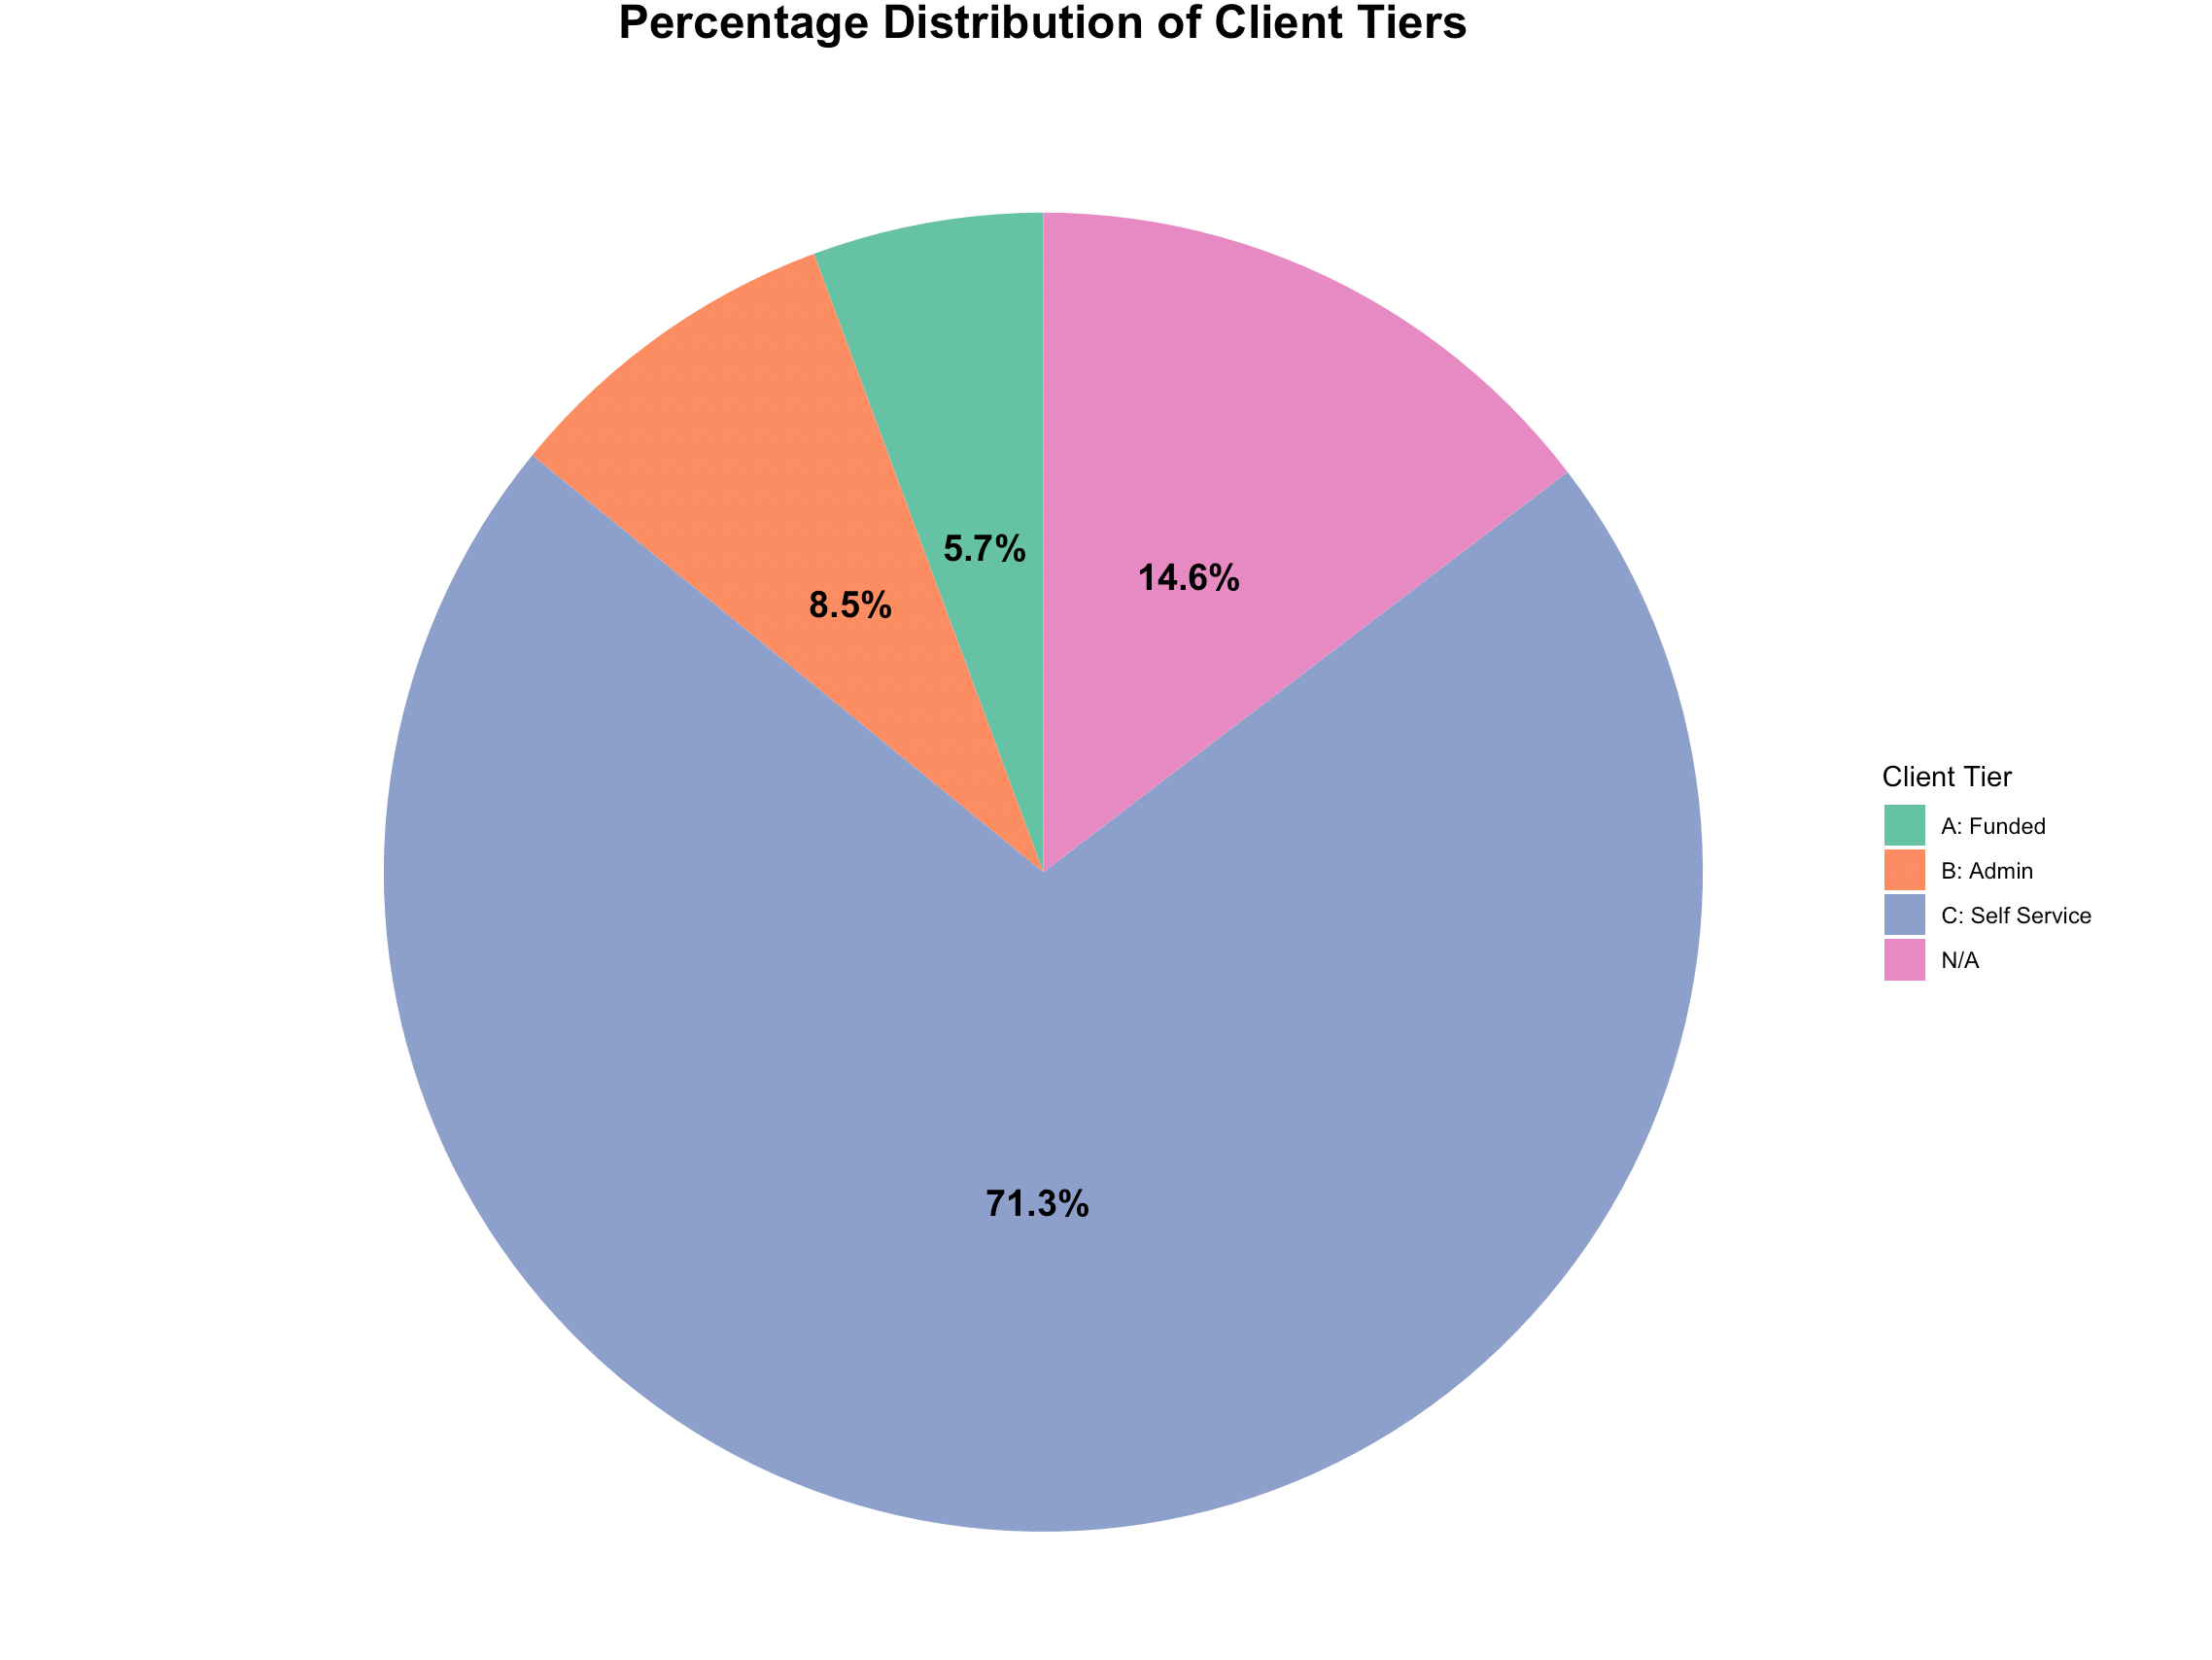 Percentage Distribution of Client Tiers
5.7%
14.6%
8.5%
71.3%
Client Tier
A: Funded
B: Admin
C: Self Service
N/A